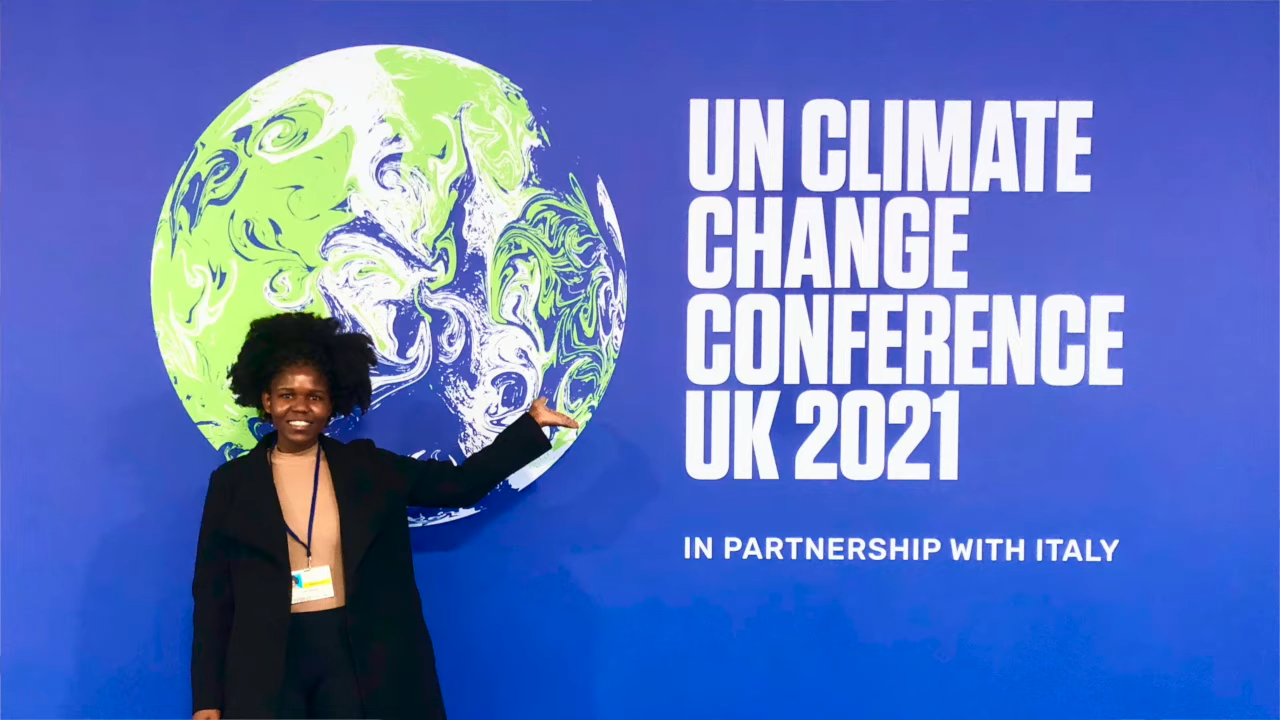 UN CLIMATE
CHANGE
CONFERENCE
UK 2021
IN PARTNERSHIP WITH ITALY